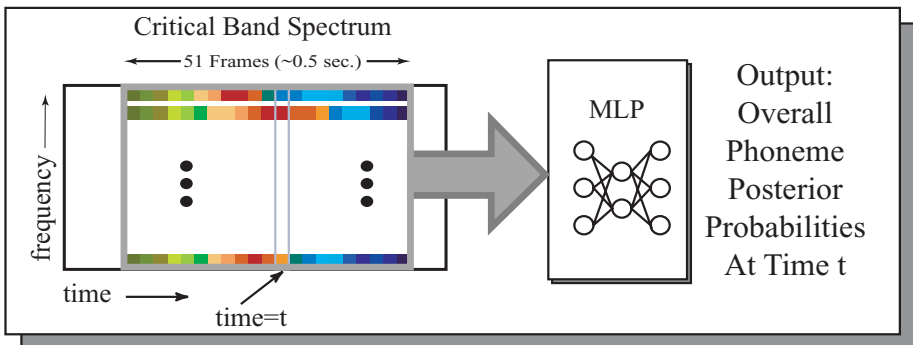 Critical Band Spectrum
51 Frames (~0.5 sec.)
frequency
time
time=t
MLP
Output:
Overall
Phoneme
Posterior
Probabilities
At Time t